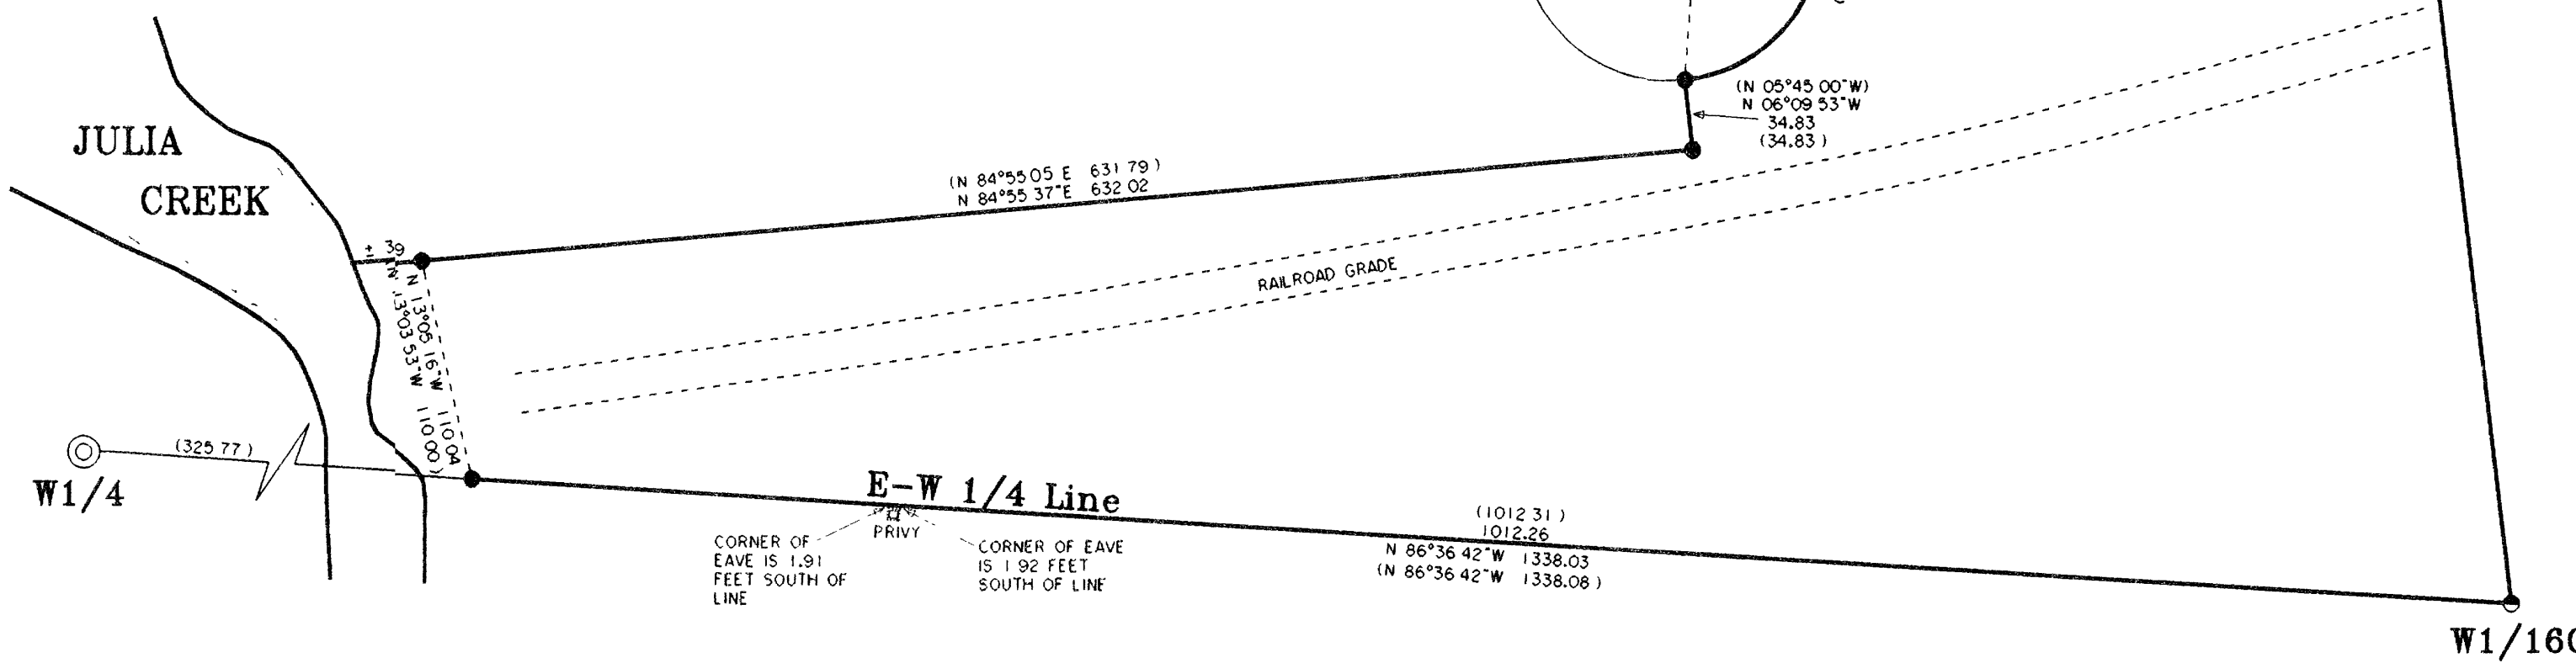 (N 05°45 00"W)
N 06°09 53"W
34.83
(34.83 )
JULIA
CREEK
(N 84°55 05 E 631 79 )
N 84°55 37"E 632 02
± 39
N 13°05 16"W 110 04
(N 13°03 53"W 110 00 )
RAILROAD GRADE
(325 77 )
W1/4
E-W 1/4 Line
PRIVY
CORNER OF
EAVE IS 1.91
FEET SOUTH OF
LINE
CORNER OF EAVE
IS 1 92 FEET
SOUTH OF LINE
(1012 31 )
1012.26
N 86°36 42"W 1338.03
(N 86°36 42"W 1338.08 )
W1/16